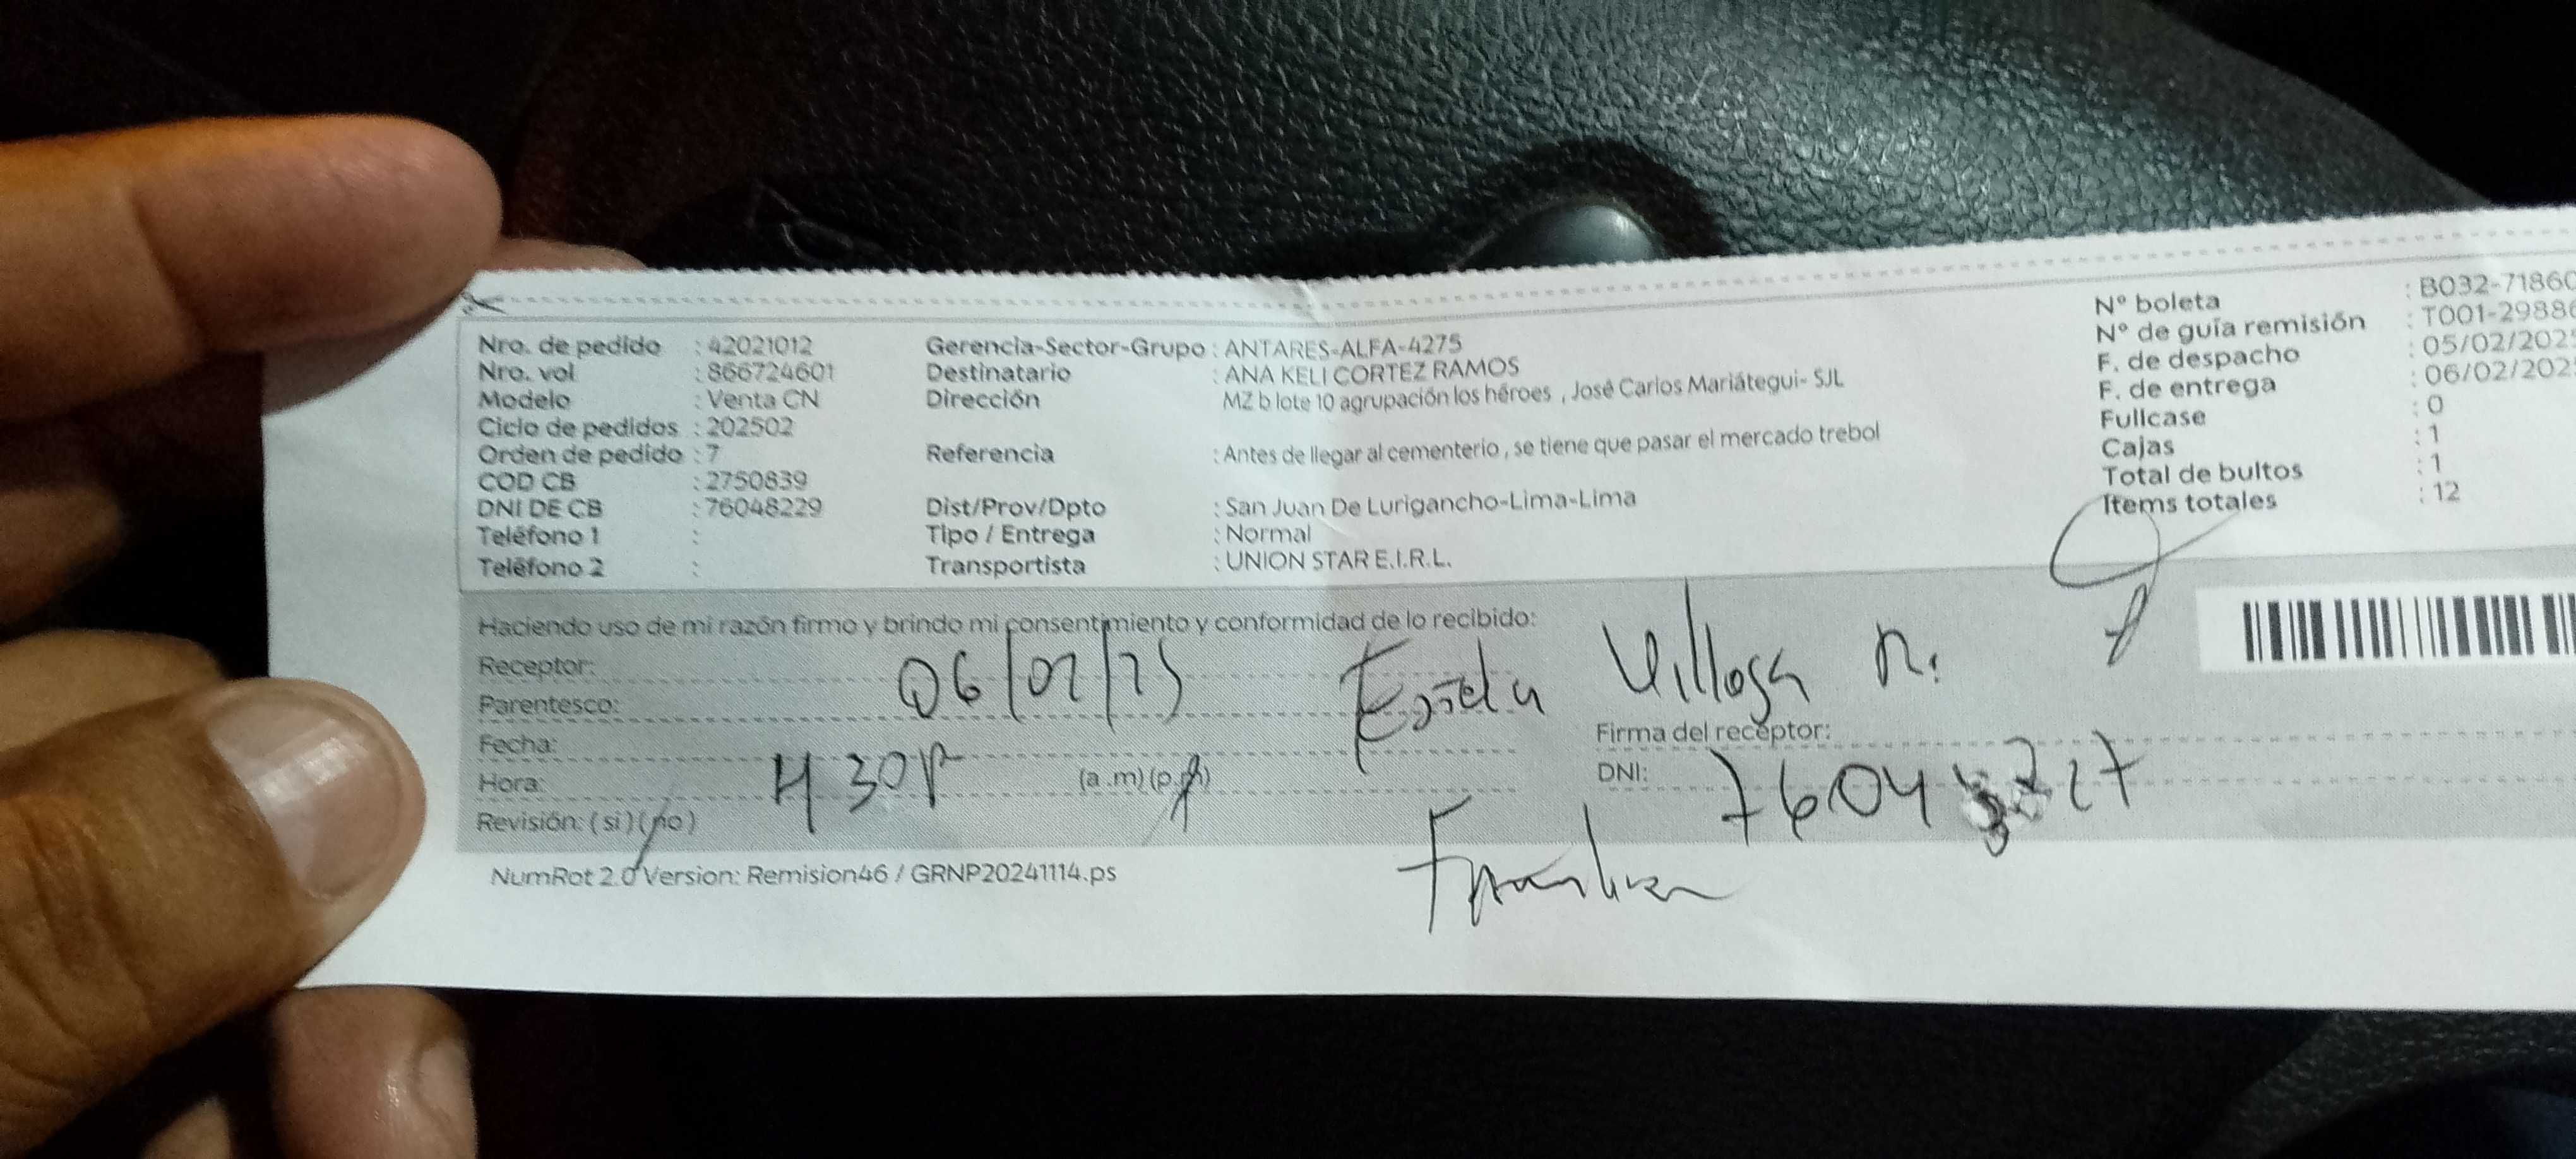 Nro. de pedido : 42021012
Nro. vol : 866724601
Modelo : Venta CN
Ciclo de pedidos : 202502
Orden de pedido : 7
COD CB : 2750839
DNI DE CB : 76048229
Teléfono 1 :
Teléfono 2 :
Gerencia-Sector-Grupo : ANTARES-ALFA-4275
Destinatario : ANA KELI CORTEZ RAMOS
Dirección : MZ b lote 10 agrupación los héroes , José Carlos Mariátegui- SJL
Referencia : Antes de llegar al cementerio , se tiene que pasar el mercado trebol
Dist/Prov/Dpto : San Juan De Lurigancho-Lima-Lima
Tipo / Entrega : Normal
Transportista : UNION STAR E.I.R.L.
N° boleta : B032-7186
N° de guía remisión : T001-2988
F. de despacho : 05/02/202
F. de entrega : 06/02/202
Fullcase : 0
Cajas : 1
Total de bultos : 1
Items totales : 12
Haciendo uso de mi razón firmo y brindo mi consentimiento y conformidad de lo recibido:
Receptor:
Parentesco:
Fecha: 06/02/25
Hora: 4 30 P (a.m) (p.m)
Revisión: (si) (no)
Villosa R.
Firma del receptor:
DNI:
NumRot 2.0 Version: Remision46 / GRNP20241114.ps